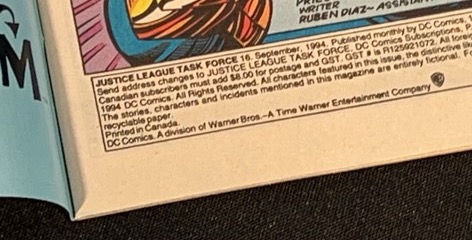 WRITER
RUBEN DIAZ~ ASSISTAN
M
JUSTICE LEAGUE TASK FORCE 16. September, 1994. Published monthly by DC Comics
Send address changes to JUSTICE LEAGUE TASK FORCE, DC Comics Subscriptions,
Canadian subscribers must add $8.00 for postage and GST. GST # is R125921072. All
1994 DC Comics. All Rights Reserved. All characters featured in this issue, the distinctive
The stories, characters and incidents mentioned in this magazine are entirely fictional.
recyclable paper.
Printed in Canada.
DC Comics. A division of Warner Bros.–A Time Warner Entertainment Company